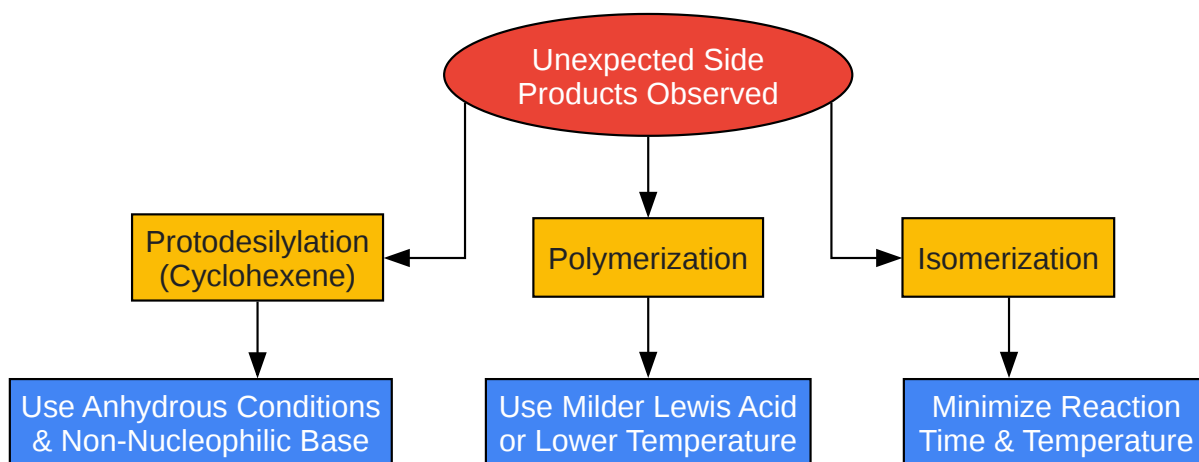 Unexpected Side
Products Observed
Protodesilylation
(Cyclohexene)
Polymerization
Isomerization
Use Anhydrous Conditions
& Non-Nucleophilic Base
Use Milder Lewis Acid
or Lower Temperature
Minimize Reaction
Time & Temperature